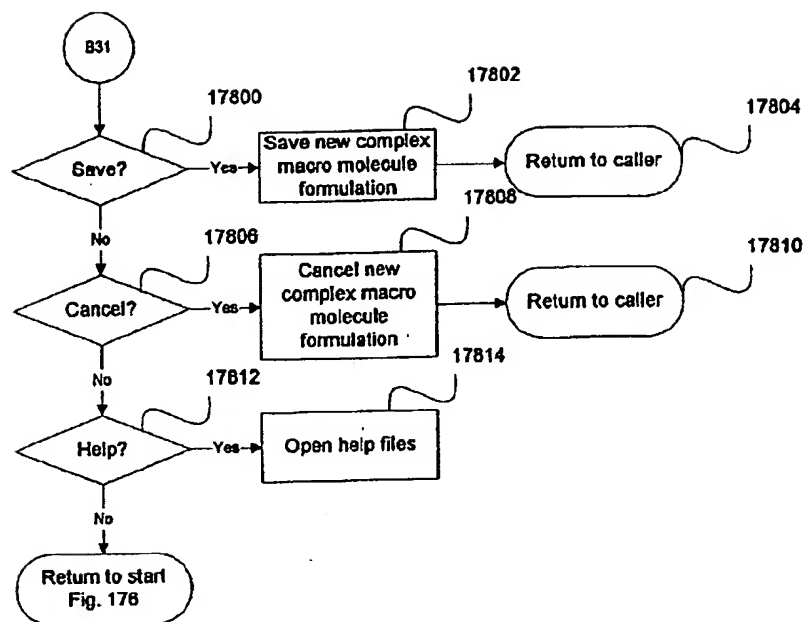 B31
17800
17802
17804
Save?
Yes
Save new complex
macro molecule
formulation
Return to caller
No
17806
17808
17810
Cancel?
Yes
Cancel new
complex macro
molecule
formulation
Return to caller
No
17812
17814
Help?
Yes
Open help files
No
Return to start
Fig. 176